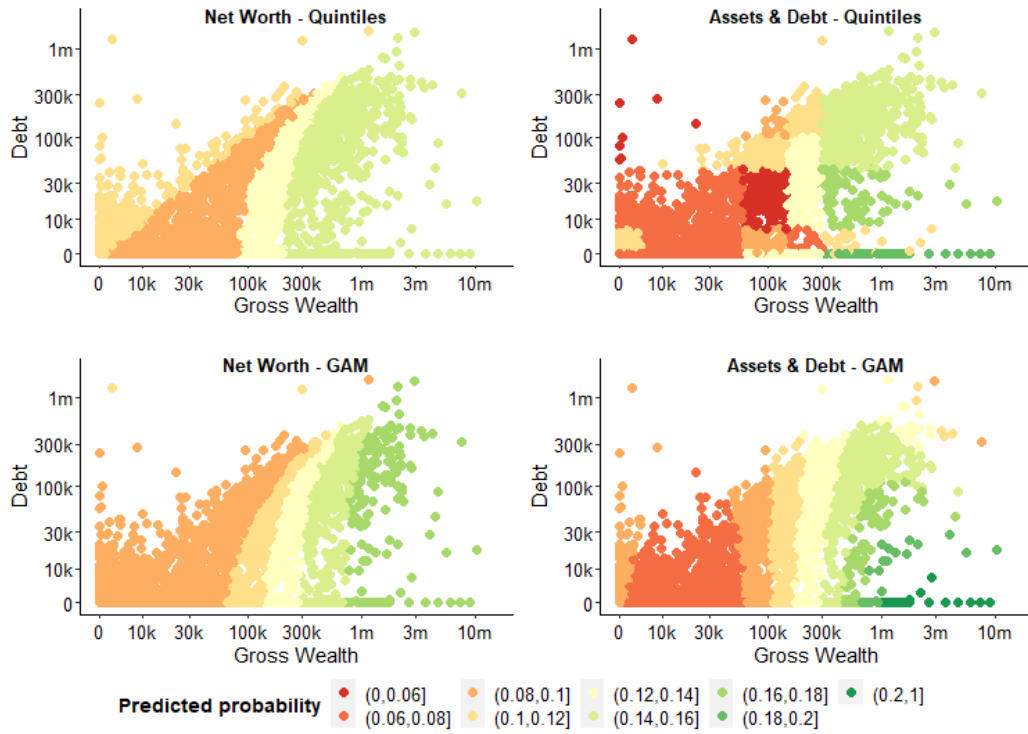 Net Worth - Quintiles
Assets & Debt - Quintiles
Debt
1m
300k
100k
30k
10k
0
0 10k 30k 100k 300k 1m 3m 10m
Gross Wealth
Debt
1m
300k
100k
30k
10k
0
0 10k 30k 100k 300k 1m 3m 10m
Gross Wealth
Net Worth - GAM
Assets & Debt - GAM
Debt
1m
300k
100k
30k
10k
0
0 10k 30k 100k 300k 1m 3m 10m
Gross Wealth
Debt
1m
300k
100k
30k
10k
0
0 10k 30k 100k 300k 1m 3m 10m
Gross Wealth
Predicted probability
(0,0.06] (0.08,0.1] (0.12,0.14] (0.16,0.18] (0.2,1]
(0.06,0.08] (0.1,0.12] (0.14,0.16] (0.18,0.2]